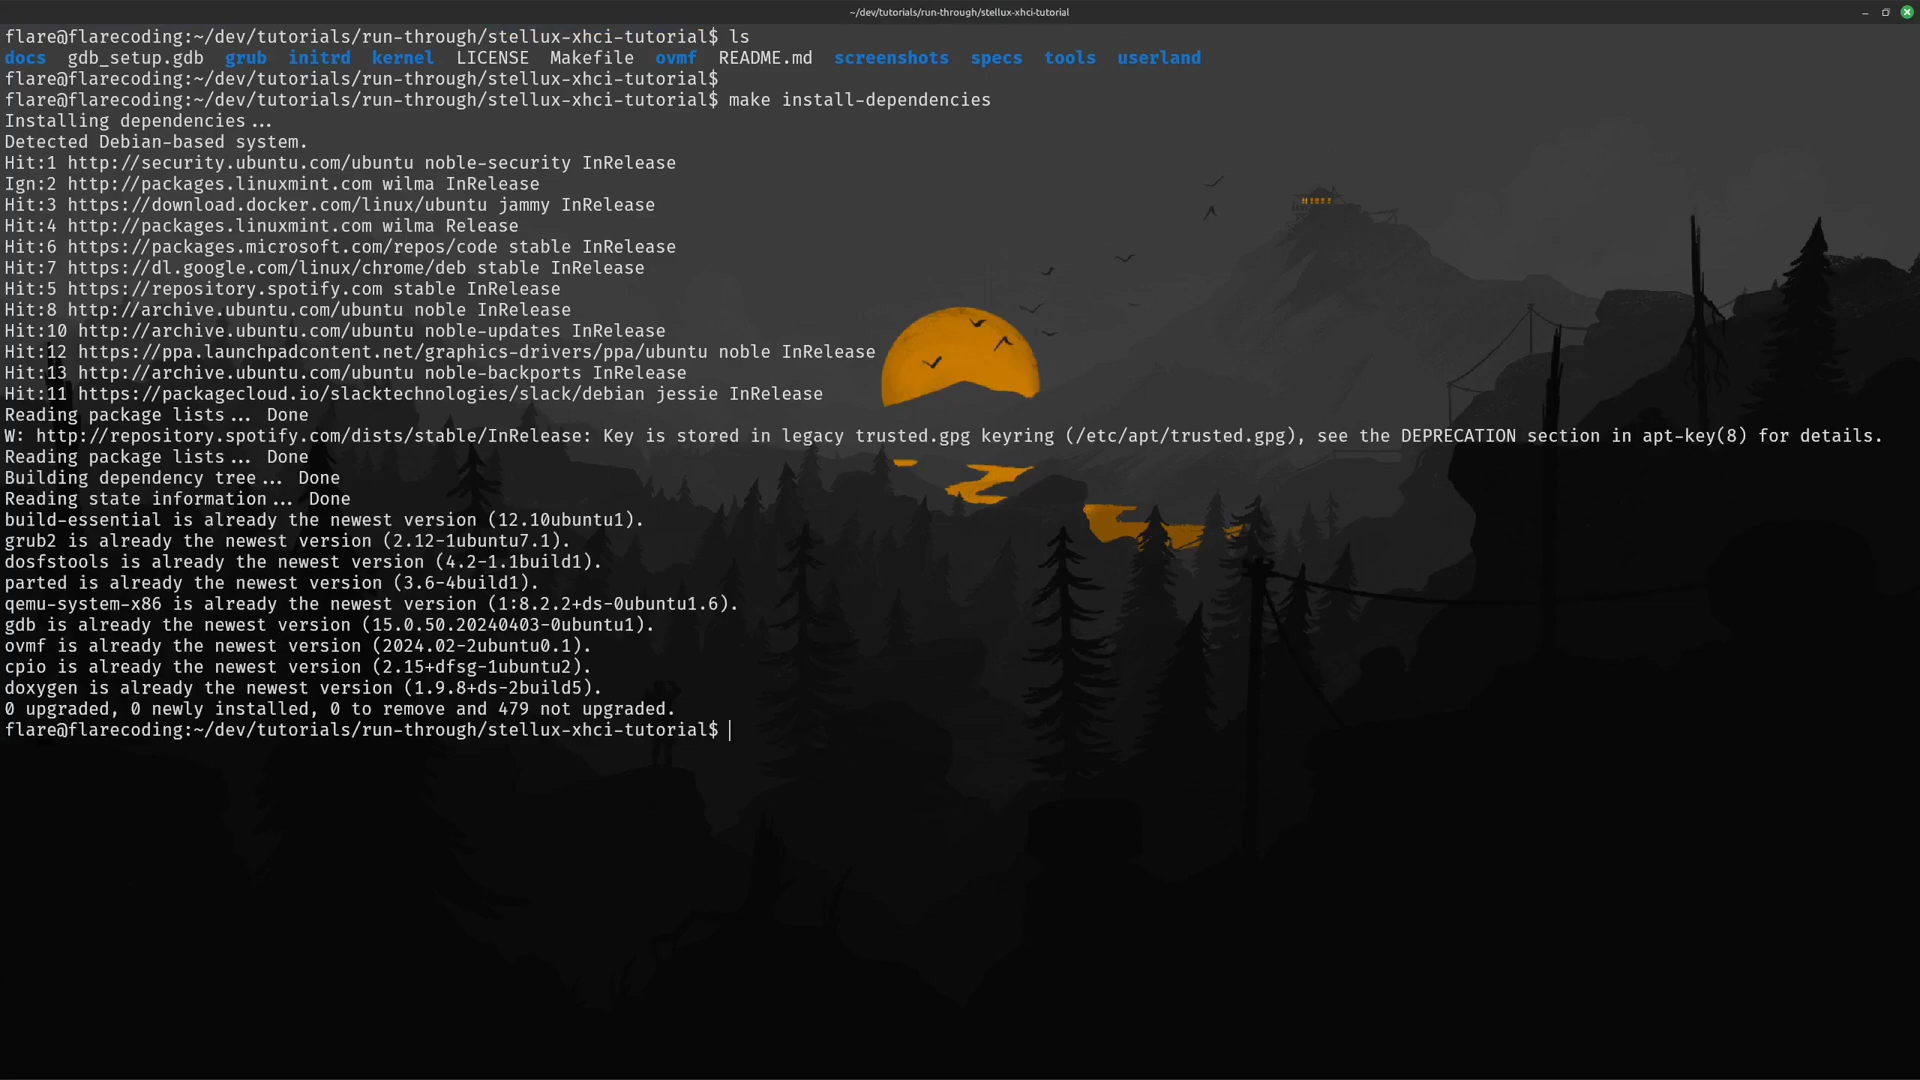 ~/dev/tutorials/run-through/stellux-xhci-tutorial
flare@flarecoding:~/dev/tutorials/run-through/stellux-xhci-tutorial$ ls
docs gdb_setup.gdb grub initrd kernel LICENSE Makefile ovmf README.md screenshots specs tools userland
flare@flarecoding:~/dev/tutorials/run-through/stellux-xhci-tutorial$
flare@flarecoding:~/dev/tutorials/run-through/stellux-xhci-tutorial$ make install-dependencies
Installing dependencies...
Detected Debian-based system.
Hit:1 http://security.ubuntu.com/ubuntu noble-security InRelease
Ign:2 http://packages.linuxmint.com wilma InRelease
Hit:3 https://download.docker.com/linux/ubuntu jammy InRelease
Hit:4 http://packages.linuxmint.com wilma Release
Hit:6 https://packages.microsoft.com/repos/code stable InRelease
Hit:7 https://dl.google.com/linux/chrome/deb stable InRelease
Hit:5 https://repository.spotify.com stable InRelease
Hit:8 http://archive.ubuntu.com/ubuntu noble InRelease
Hit:10 http://archive.ubuntu.com/ubuntu noble-updates InRelease
Hit:12 https://ppa.launchpadcontent.net/graphics-drivers/ppa/ubuntu noble InRelease
Hit:13 http://archive.ubuntu.com/ubuntu noble-backports InRelease
Hit:11 https://packagecloud.io/slacktechnologies/slack/debian jessie InRelease
Reading package lists... Done
W: http://repository.spotify.com/dists/stable/InRelease: Key is stored in legacy trusted.gpg keyring (/etc/apt/trusted.gpg), see the DEPRECATION section in apt-key(8) for details.
Reading package lists... Done
Building dependency tree... Done
Reading state information... Done
build-essential is already the newest version (12.10ubuntu1).
grub2 is already the newest version (2.12-1ubuntu7.1).
dosfstools is already the newest version (4.2-1.1build1).
parted is already the newest version (3.6-4build1).
qemu-system-x86 is already the newest version (1:8.2.2+ds-0ubuntu1.6).
gdb is already the newest version (15.0.50.20240403-0ubuntu1).
ovmf is already the newest version (2024.02-2ubuntu0.1).
cpio is already the newest version (2.15+dfsg-1ubuntu2).
doxygen is already the newest version (1.9.8+ds-2build5).
0 upgraded, 0 newly installed, 0 to remove and 479 not upgraded.
flare@flarecoding:~/dev/tutorials/run-through/stellux-xhci-tutorial$